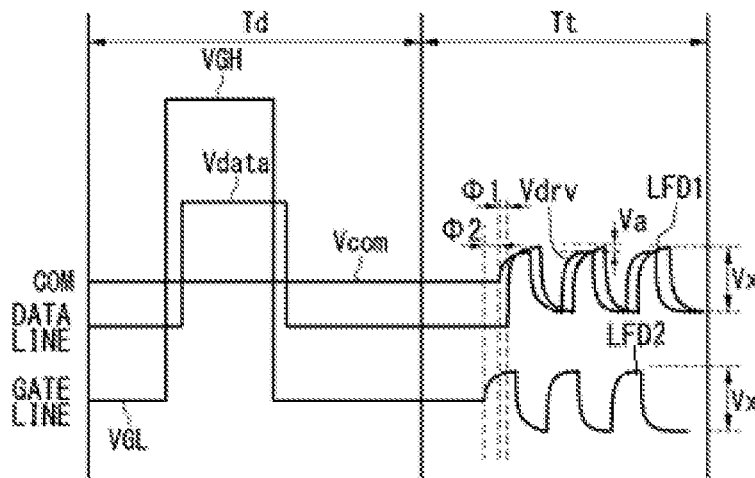 Td
Tt
VGH
Vdata
Φ1
Vdrv
LFD1
Va
Φ2
Vcom
COM
Vx
DATA
LINE
LFD2
GATE
LINE
Vx
VGL